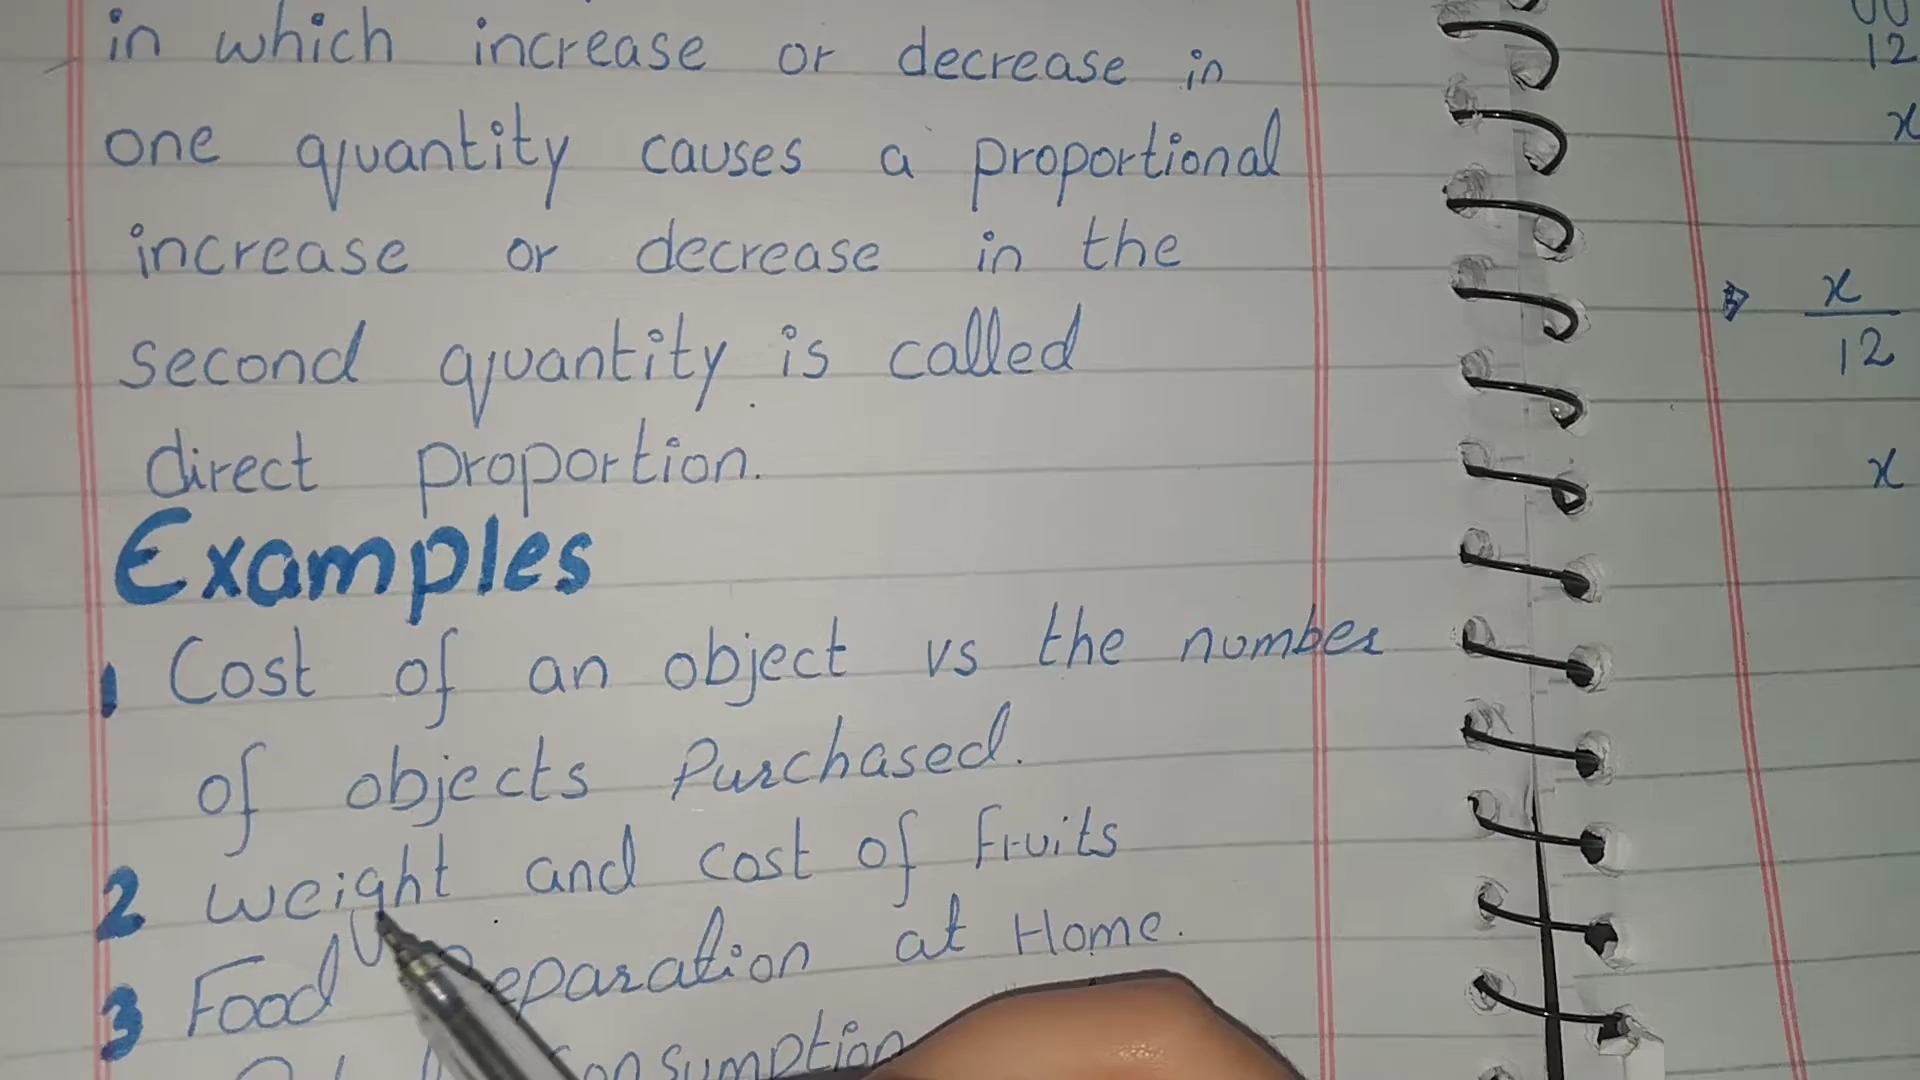 in which increase or decrease in
one quantity causes a proportional
increase or decrease in the
second quantity is called
direct proportion.
Examples
1 Cost of an object vs the number
of objects Purchased.
2 weight and cost of fruits
3 Food Preparation at Home.
consumption
12
x
x
12
x